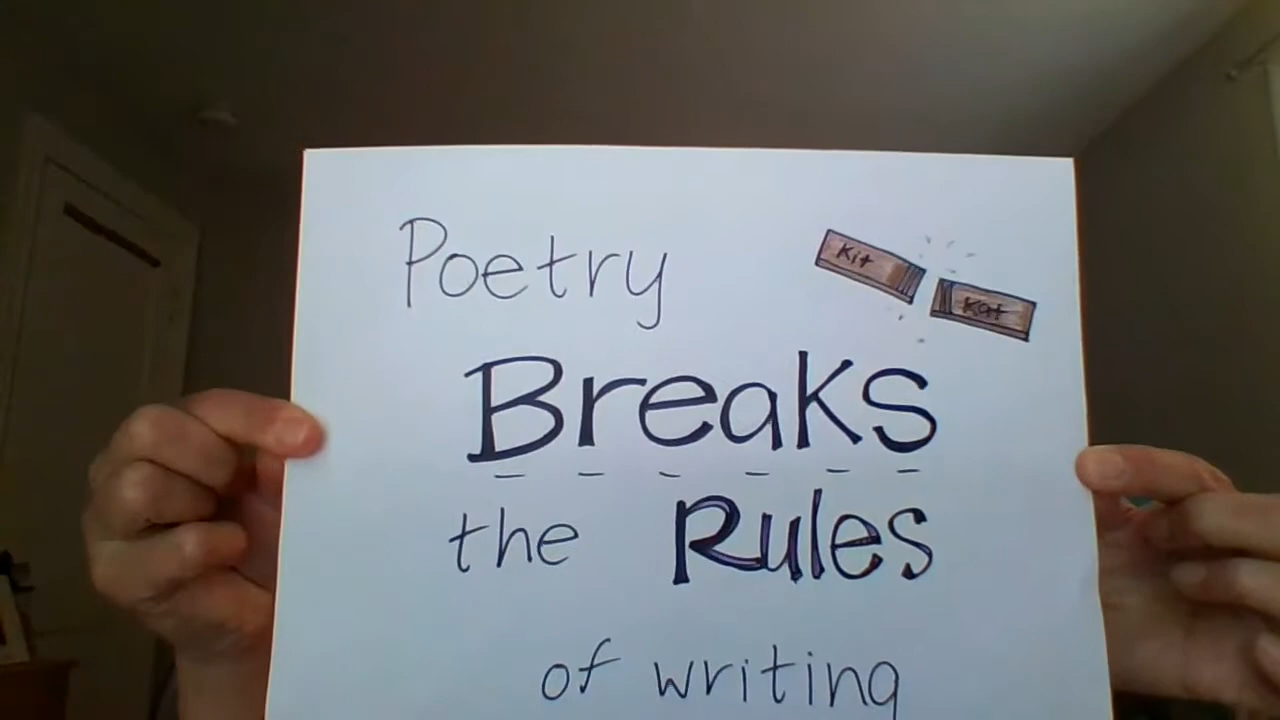 Poetry
Kit Kat
Breaks
the Rules
of writing